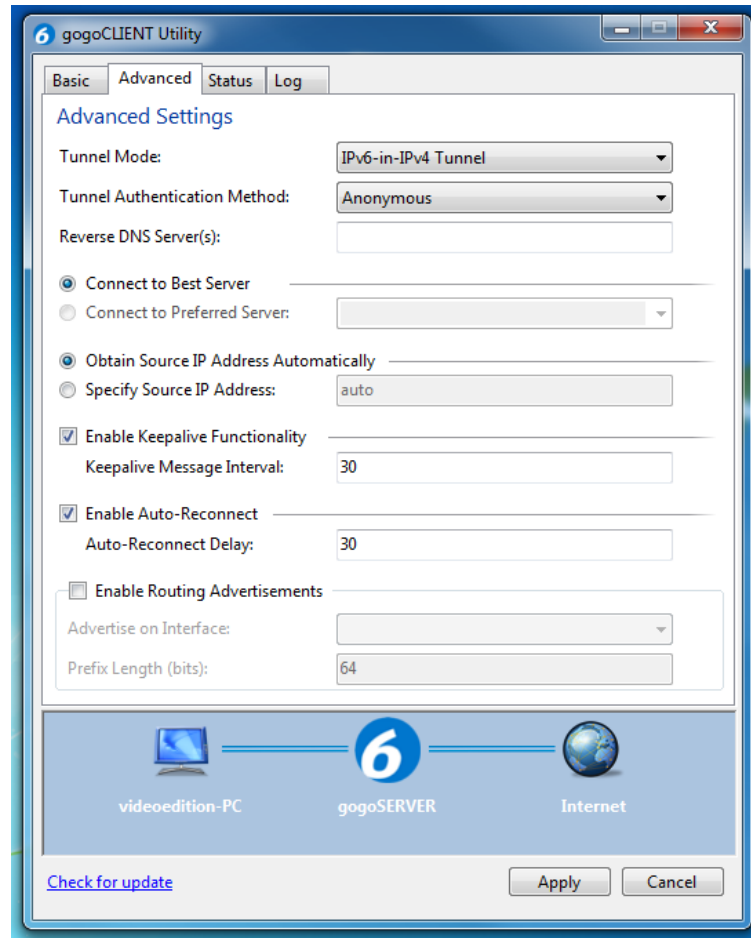 6 gogoCLIENT Utility
Basic Advanced Status Log
Advanced Settings
Tunnel Mode: IPv6-in-IPv4 Tunnel
Tunnel Authentication Method: Anonymous
Reverse DNS Server(s):
Connect to Best Server
Connect to Preferred Server:
Obtain Source IP Address Automatically
Specify Source IP Address: auto
Enable Keepalive Functionality
Keepalive Message Interval: 30
Enable Auto-Reconnect
Auto-Reconnect Delay: 30
Enable Routing Advertisements
Advertise on Interface:
Prefix Length (bits): 64
6
videoedition-PC gogoSERVER Internet
Check for update Apply Cancel